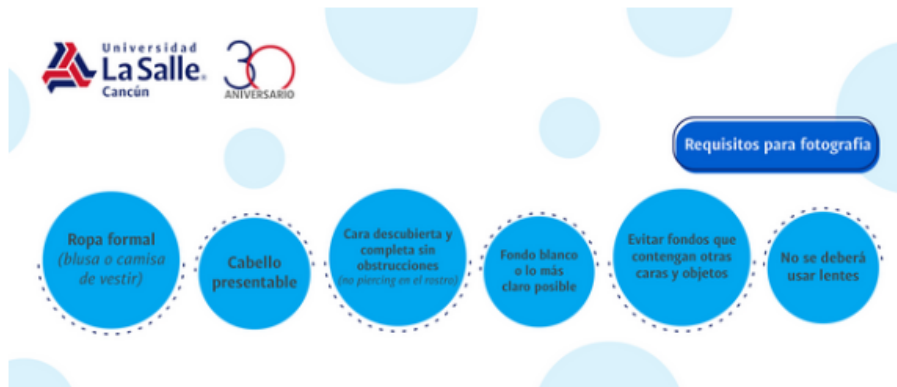 Universidad
La Salle®
Cancún
30
ANIVERSARIO
Requisitos para fotografía
Ropa formal
(blusa o camisa
de vestir)
Cabello
presentable
Cara descubierta y
completa sin
obstrucciones
(no piercing en el rostro)
Fondo blanco
o lo más
claro posible
Evitar fondos que
contengan otras
caras y objetos
No se deberá
usar lentes